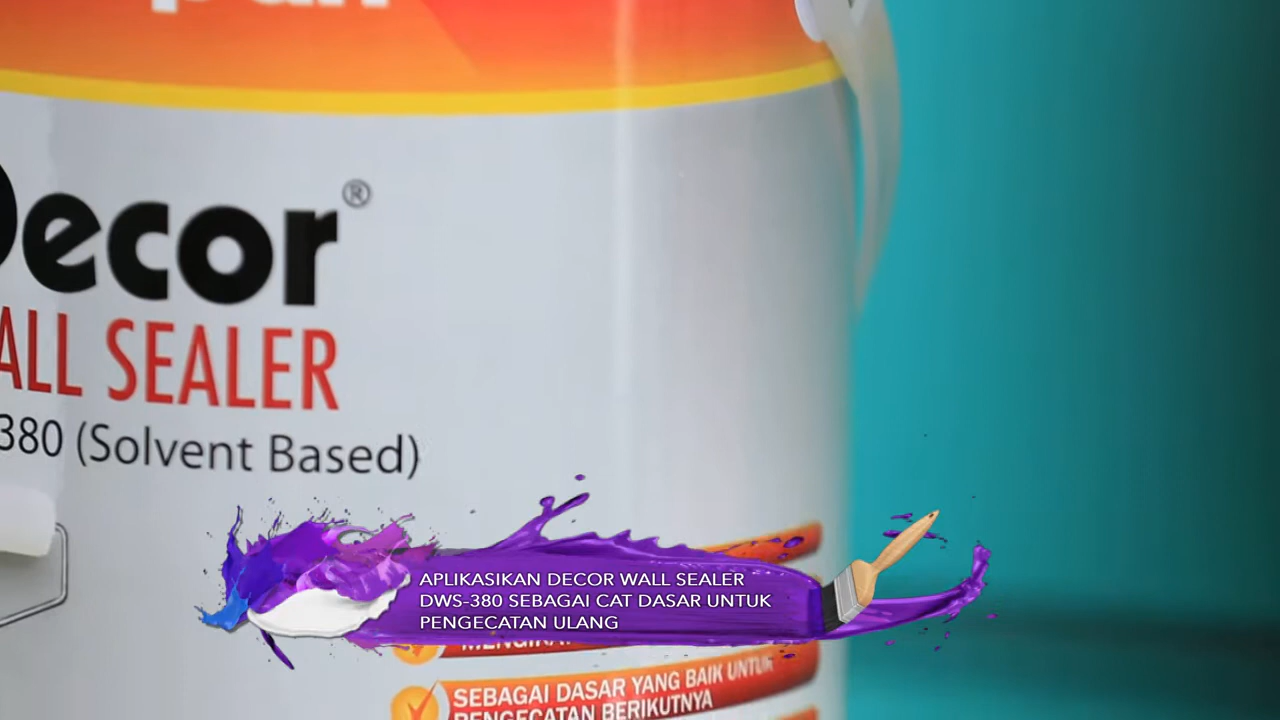 Decor®
ALL SEALER
380 (Solvent Based)
APLIKASIKAN DECOR WALL SEALER
DWS-380 SEBAGAI CAT DASAR UNTUK
PENGECATAN ULANG
SEBAGAI DASAR YANG BAIK UNTUK
PENGECATAN BERIKUTNYA